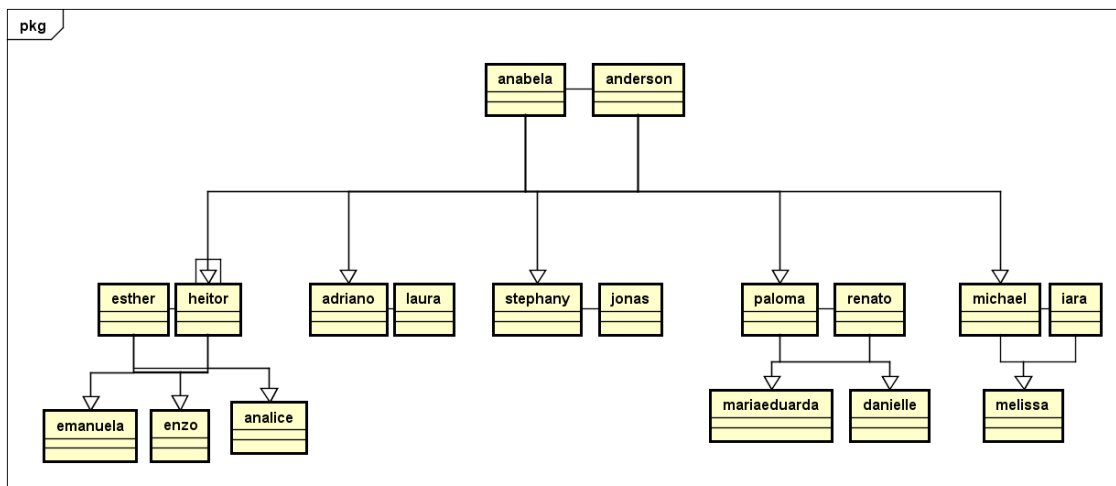 pkg
anabela
anderson
esther
heitor
adriano
laura
stephany
jonas
paloma
renato
michael
iara
emanuela
enzo
analice
mariaeduarda
danielle
melissa